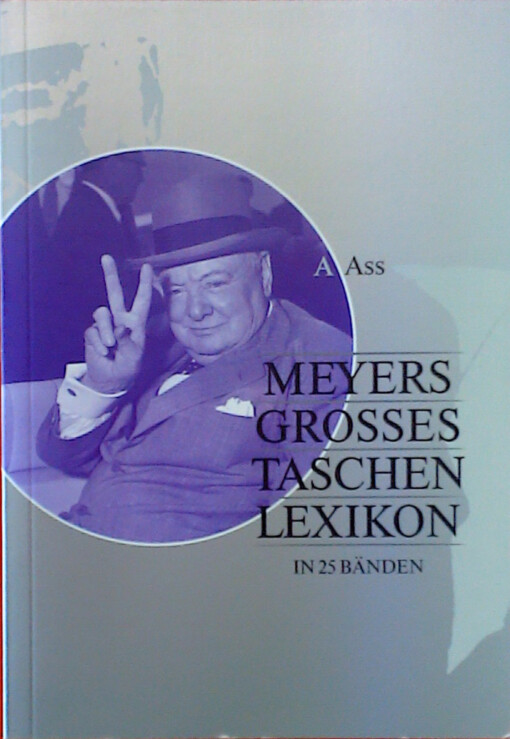 A Ass
MEYERS
GROSSES
TASCHEN
LEXIKON
IN 25 BÄNDEN